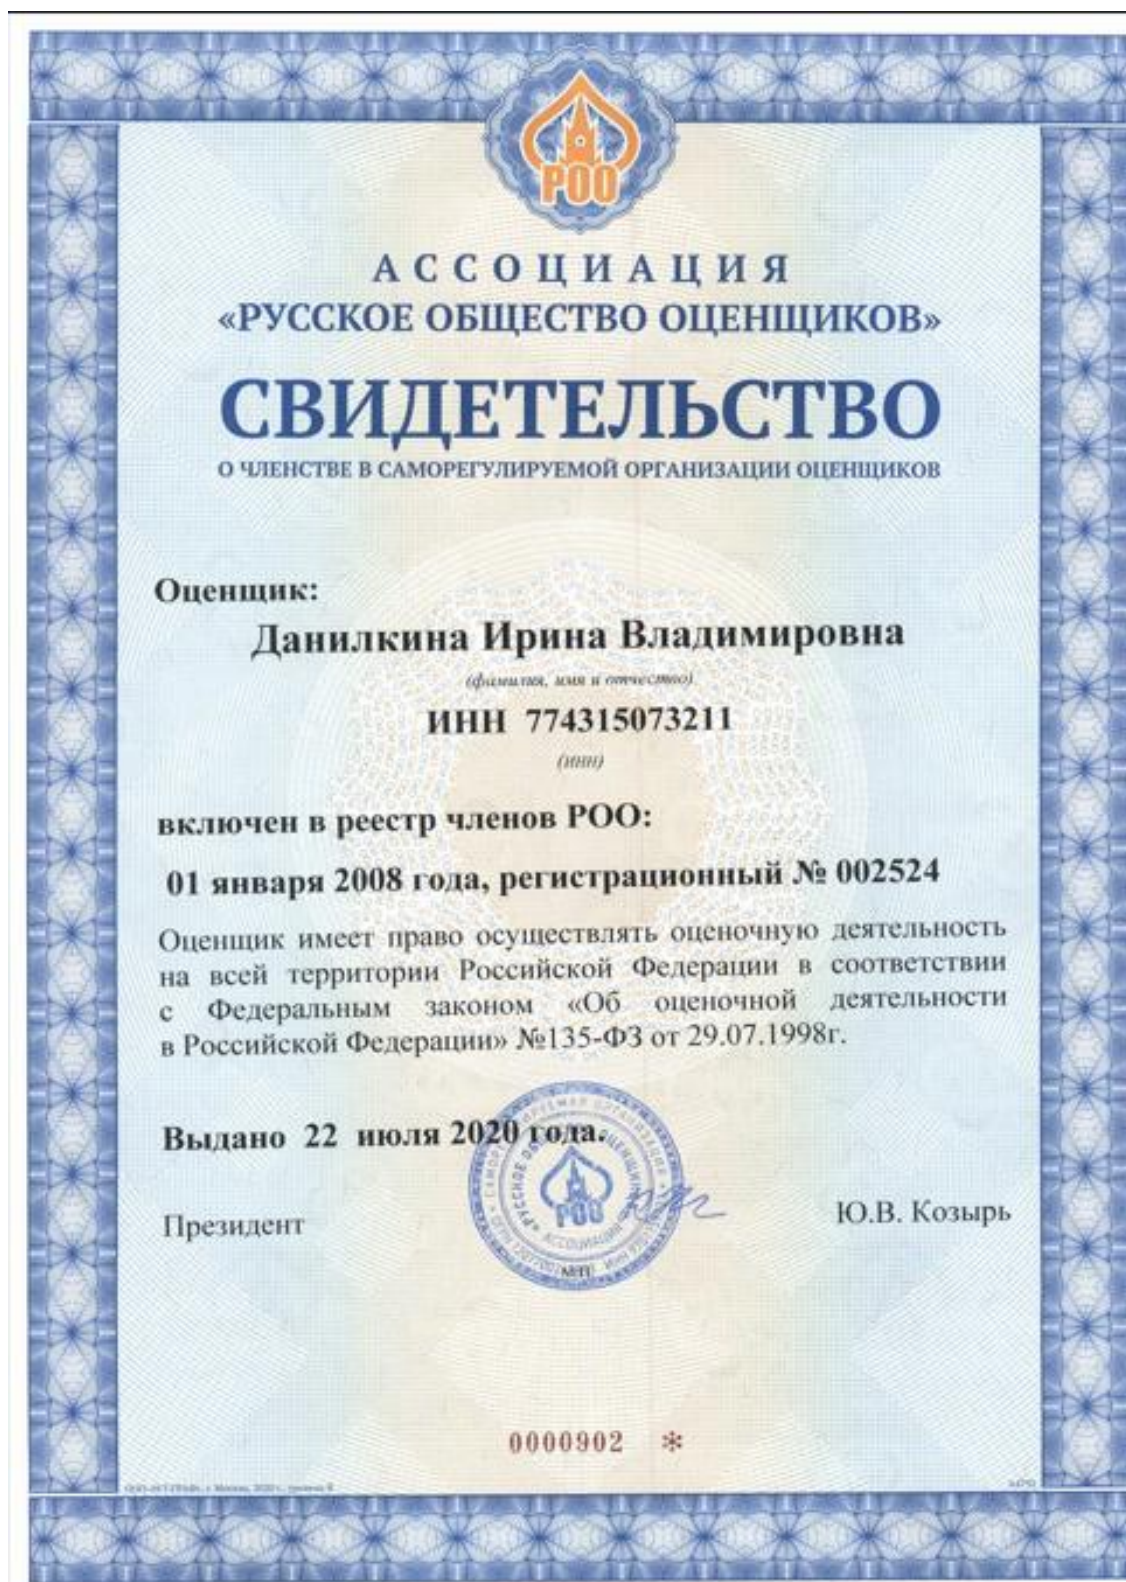 РОО
АССОЦИАЦИЯ
«РУССКОЕ ОБЩЕСТВО ОЦЕНЩИКОВ»
СВИДЕТЕЛЬСТВО
О ЧЛЕНСТВЕ В САМОРЕГУЛИРУЕМОЙ ОРГАНИЗАЦИИ ОЦЕНЩИКОВ
Оценщик:
Данилкина Ирина Владимировна
(фамилия, имя и отчество)
ИНН 774315073211
(инн)
включен в реестр членов РОО:
01 января 2008 года, регистрационный № 002524
Оценщик имеет право осуществлять оценочную деятельность
на всей территории Российской Федерации в соответствии
с Федеральным законом «Об оценочной деятельности
в Российской Федерации» №135-ФЗ от 29.07.1998г.
Выдано 22 июля 2020 года.
Президент
РОО
М.П.
Ю.В. Козырь
0000902 *